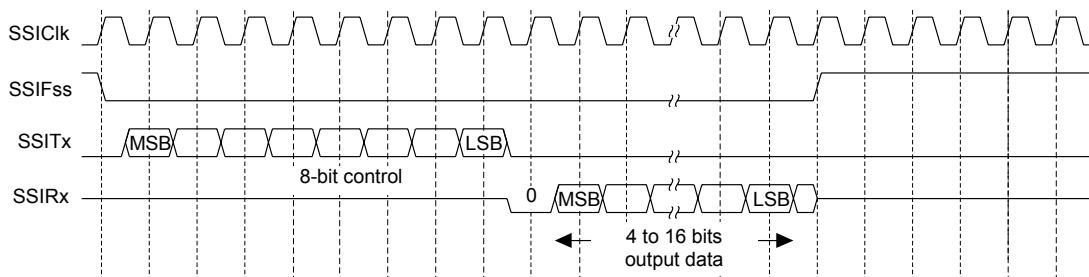 SSIClk
SSIFss
SSITx
MSB
LSB
8-bit control
SSIRx
0
MSB
LSB
4 to 16 bits
output data